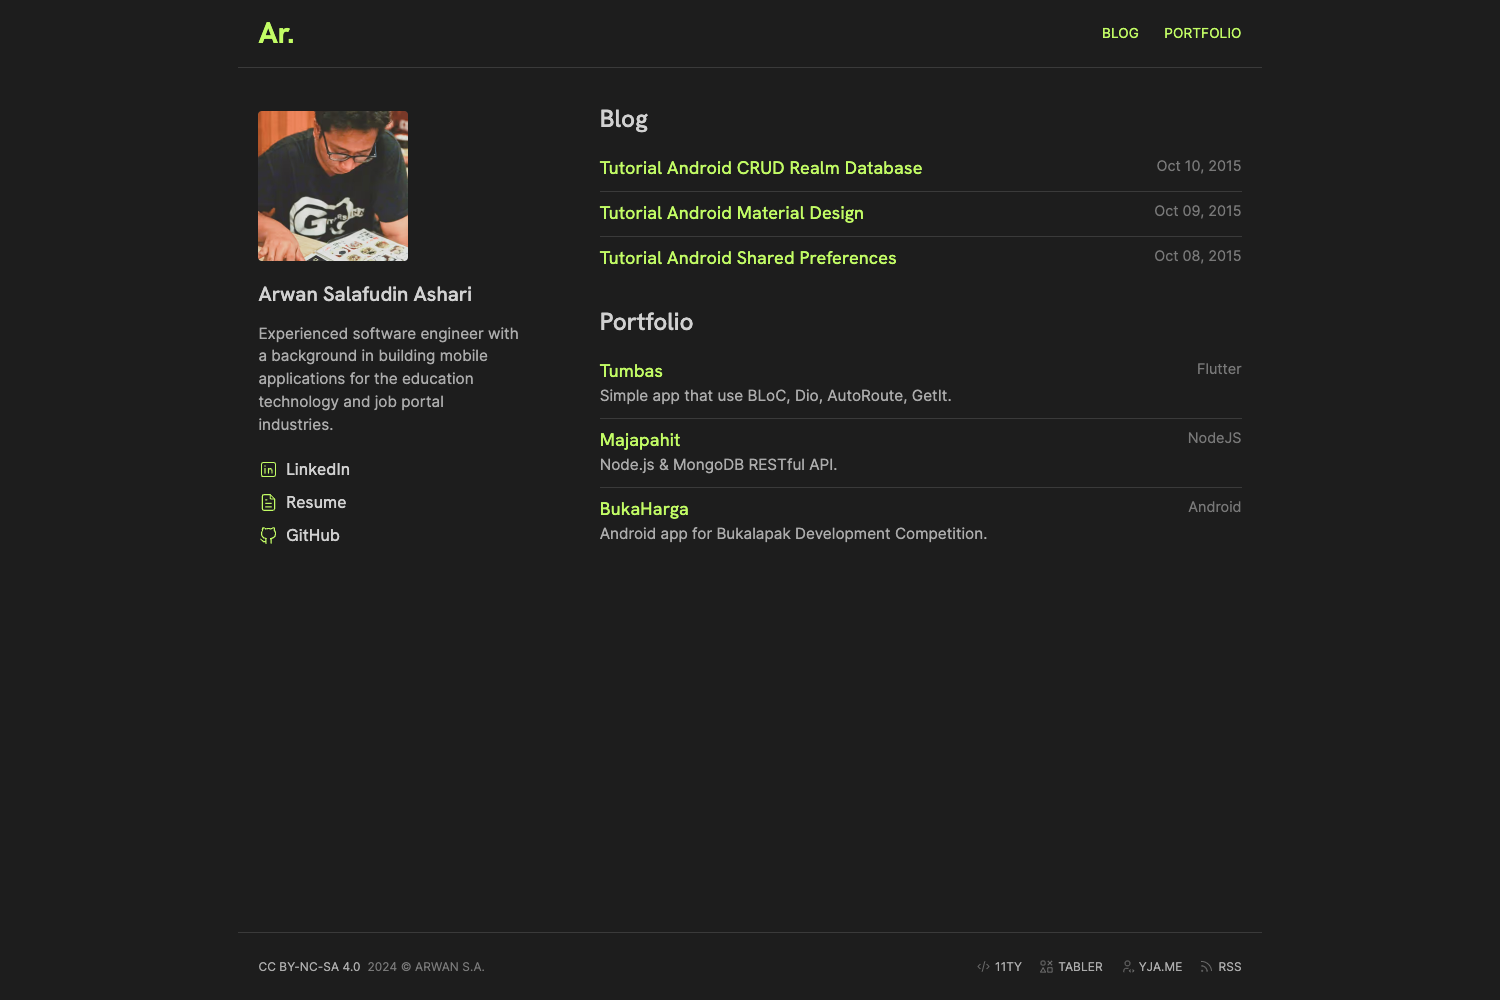 Ar.
BLOG
PORTFOLIO
Arwan Salafudin Ashari
Experienced software engineer with
a background in building mobile
applications for the education
technology and job portal
industries.
LinkedIn
Resume
GitHub
Blog
Tutorial Android CRUD Realm Database
Oct 10, 2015
Tutorial Android Material Design
Oct 09, 2015
Tutorial Android Shared Preferences
Oct 08, 2015
Portfolio
Tumbas
Flutter
Simple app that use BLoC, Dio, AutoRoute, GetIt.
Majapahit
NodeJS
Node.js & MongoDB RESTful API.
BukaHarga
Android
Android app for Bukalapak Development Competition.
CC BY-NC-SA 4.0 2024 © ARWAN S.A.
11TY
TABLER
YJA.ME
RSS